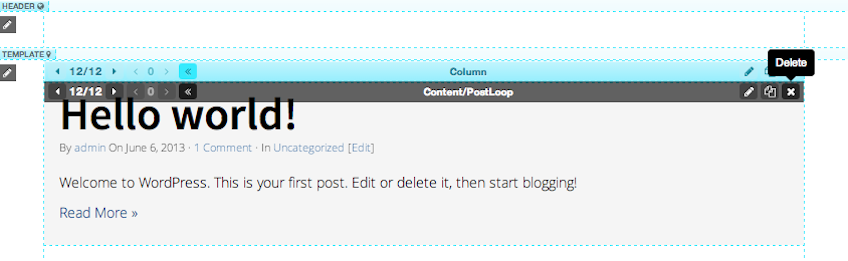 HEADER
TEMPLATE
12/12 0 « Column
Delete
12/12 0 « Content/PostLoop
Hello world!
By admin On June 6, 2013 · 1 Comment · In Uncategorized [Edit]
Welcome to WordPress. This is your first post. Edit or delete it, then start blogging!
Read More »